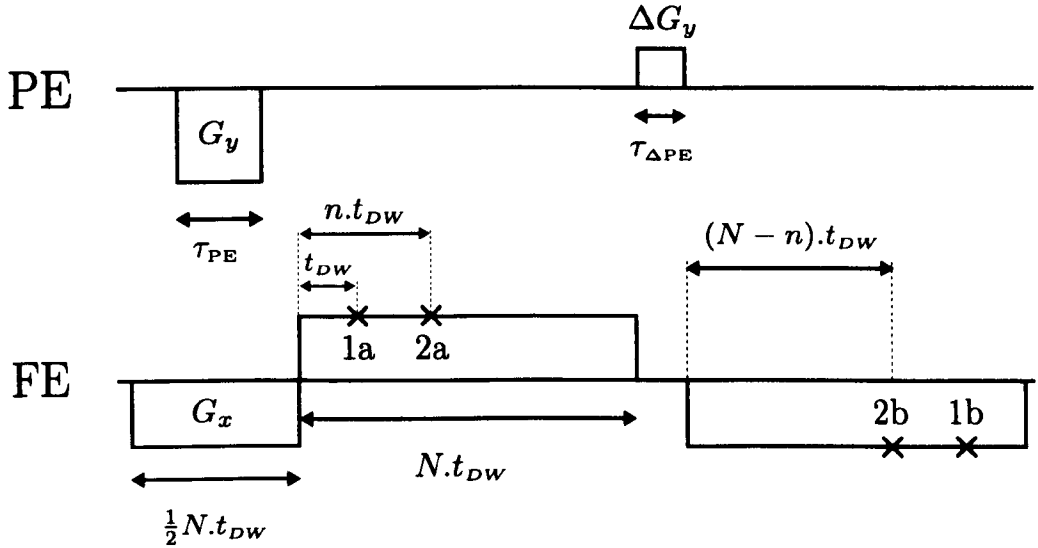 ΔG_y
PE
G_y
τ_ΔPE
n.t_DW
(N − n).t_DW
τ_PE
t_DW
1a 2a
FE
G_x
2b 1b
N.t_DW
½N.t_DW